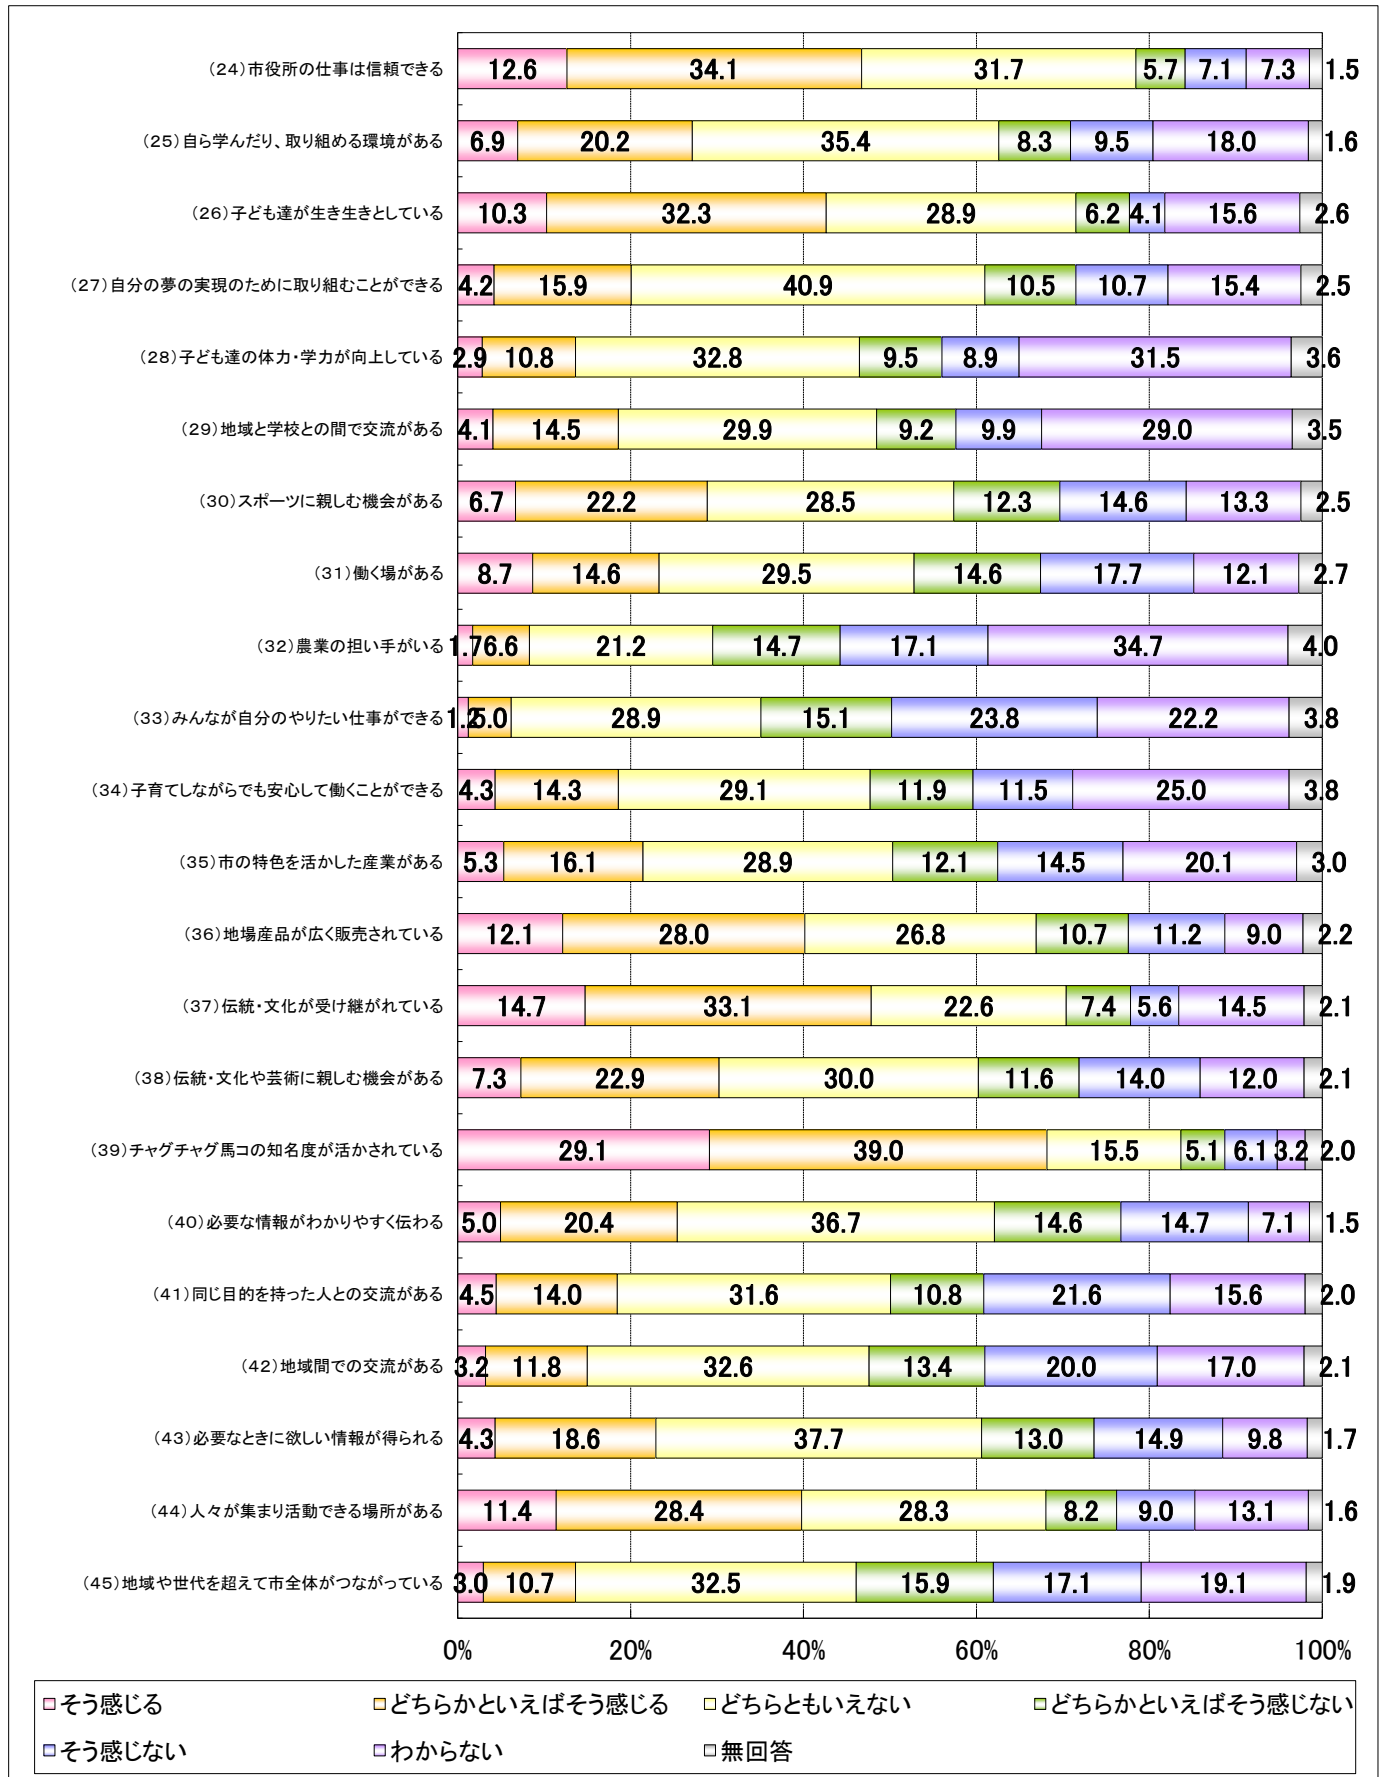 (24)市役所の仕事は信頼できる 12.6 34.1 31.7 5.7 7.1 7.3 1.5
(25)自ら学んだり、取り組める環境がある 6.9 20.2 35.4 8.3 9.5 18.0 1.6
(26)子ども達が生き生きとしている 10.3 32.3 28.9 6.2 4.1 15.6 2.6
(27)自分の夢の実現のために取り組むことができる 4.2 15.9 40.9 10.5 10.7 15.4 2.5
(28)子ども達の体力・学力が向上している 2.9 10.8 32.8 9.5 8.9 31.5 3.6
(29)地域と学校との間で交流がある 4.1 14.5 29.9 9.2 9.9 29.0 3.5
(30)スポーツに親しむ機会がある 6.7 22.2 28.5 12.3 14.6 13.3 2.5
(31)働く場がある 8.7 14.6 29.5 14.6 17.7 12.1 2.7
(32)農業の担い手がいる 1.7 6.6 21.2 14.7 17.1 34.7 4.0
(33)みんなが自分のやりたい仕事ができる 1.2 5.0 28.9 15.1 23.8 22.2 3.8
(34)子育てしながらでも安心して働くことができる 4.3 14.3 29.1 11.9 11.5 25.0 3.8
(35)市の特色を活かした産業がある 5.3 16.1 28.9 12.1 14.5 20.1 3.0
(36)地場産品が広く販売されている 12.1 28.0 26.8 10.7 11.2 9.0 2.2
(37)伝統・文化が受け継がれている 14.7 33.1 22.6 7.4 5.6 14.5 2.1
(38)伝統・文化や芸術に親しむ機会がある 7.3 22.9 30.0 11.6 14.0 12.0 2.1
(39)チャグチャグ馬コの知名度が活かされている 29.1 39.0 15.5 5.1 6.1 3.2 2.0
(40)必要な情報がわかりやすく伝わる 5.0 20.4 36.7 14.6 14.7 7.1 1.5
(41)同じ目的を持った人との交流がある 4.5 14.0 31.6 10.8 21.6 15.6 2.0
(42)地域間での交流がある 3.2 11.8 32.6 13.4 20.0 17.0 2.1
(43)必要なときに欲しい情報が得られる 4.3 18.6 37.7 13.0 14.9 9.8 1.7
(44)人々が集まり活動できる場所がある 11.4 28.4 28.3 8.2 9.0 13.1 1.6
(45)地域や世代を超えて市全体がつながっている 3.0 10.7 32.5 15.9 17.1 19.1 1.9
0% 20% 40% 60% 80% 100%
そう感じる どちらかといえばそう感じる どちらともいえない どちらかといえばそう感じない
そう感じない わからない 無回答